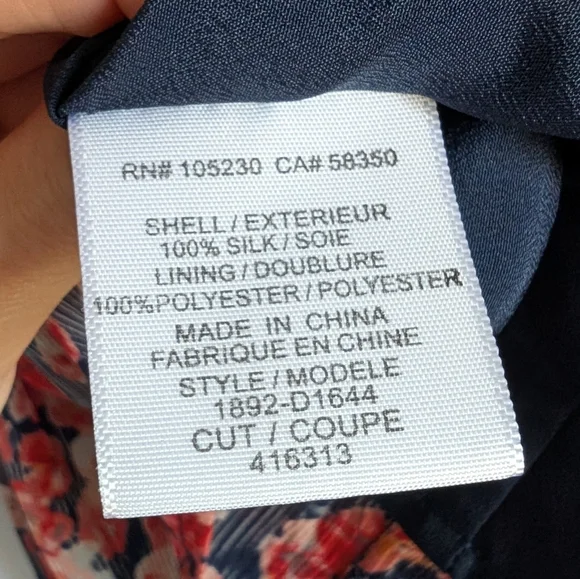 RN# 105230 CA# 58350
SHELL / EXTERIEUR
100% SILK / SOIE
LINING / DOUBLURE
100%POLYESTER / POLYESTER
MADE IN CHINA
FABRIQUE EN CHINE
STYLE / MODELE
1892-D1644
CUT / COUPE
416313